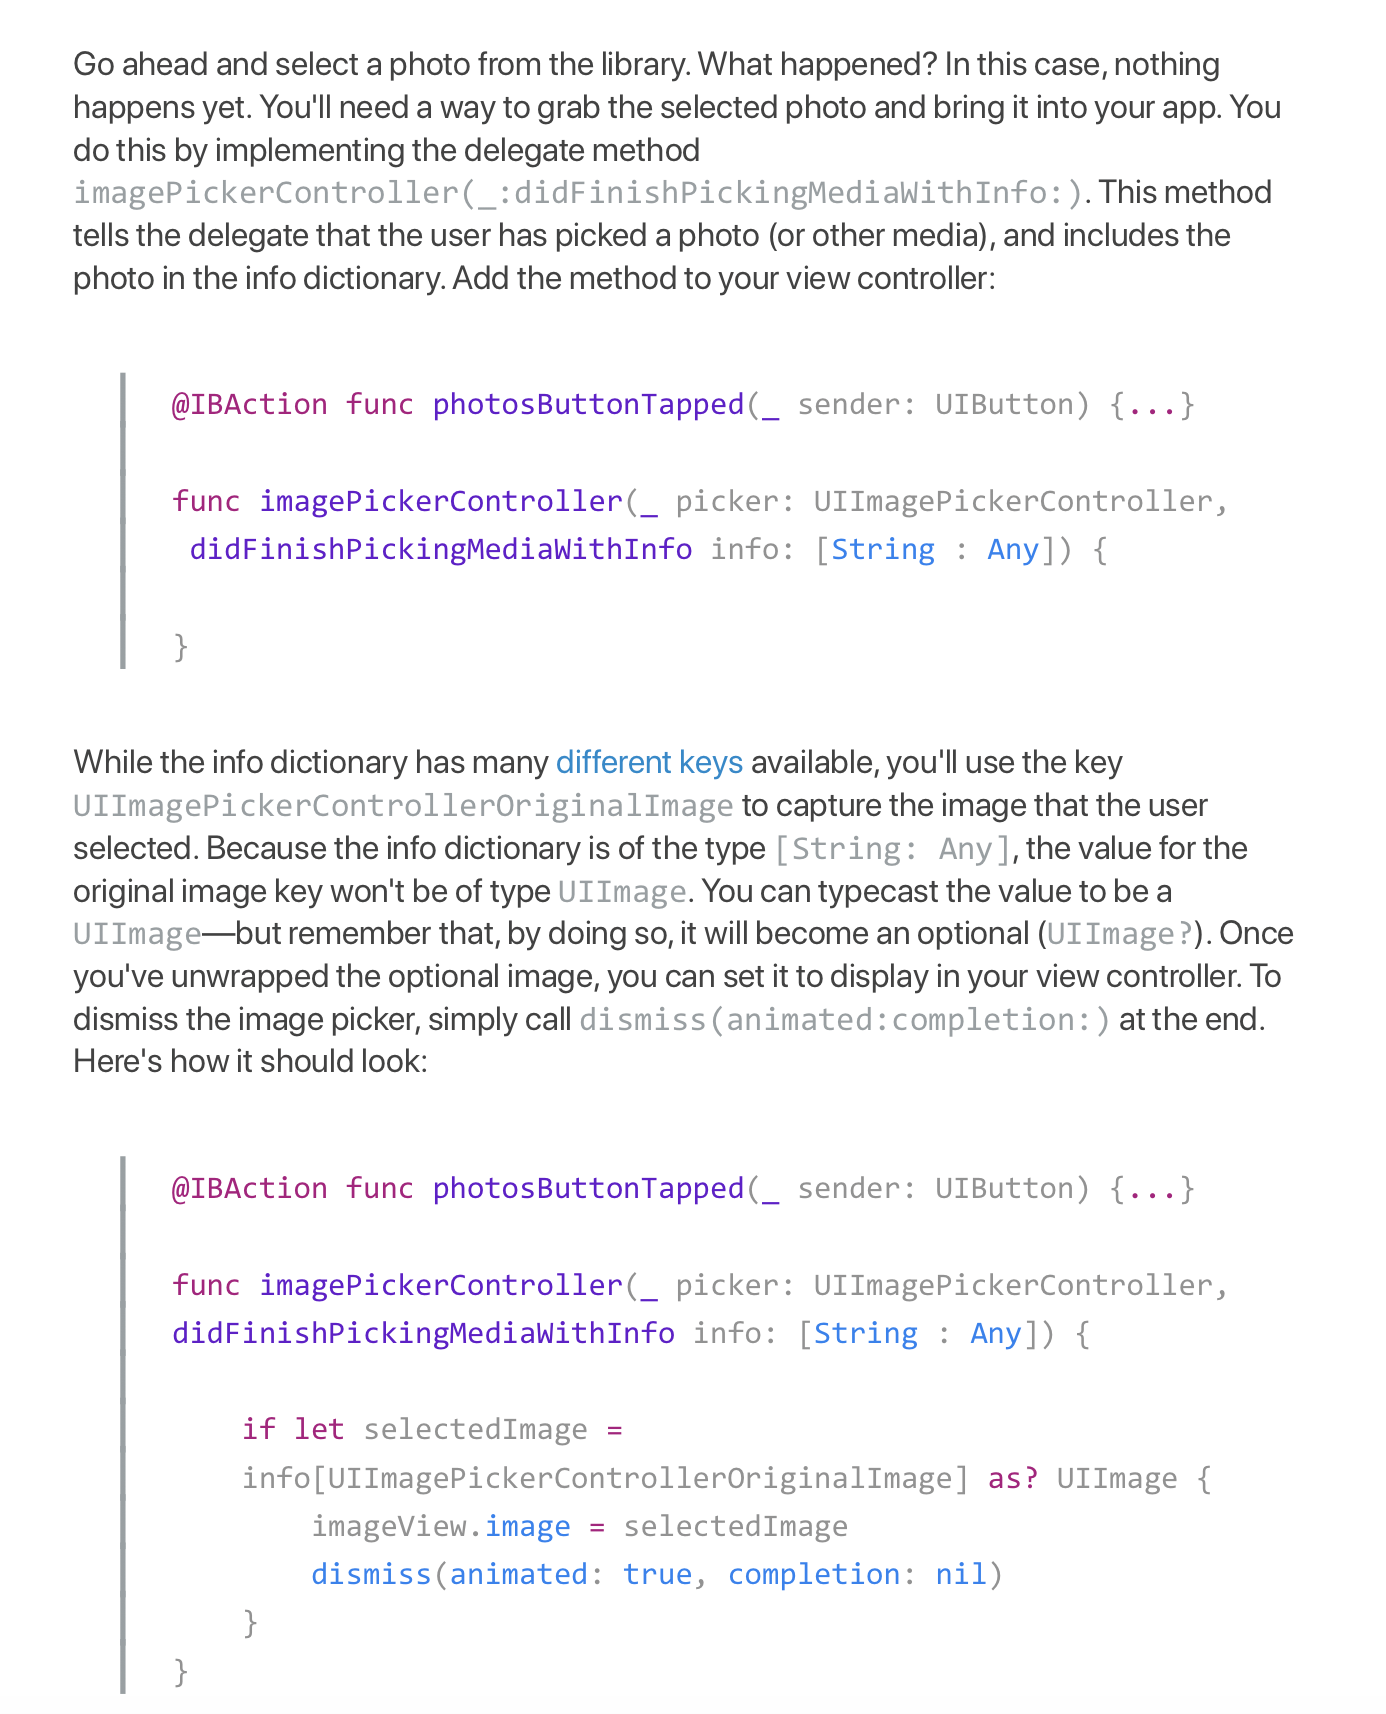 Go ahead and select a photo from the library. What happened? In this case, nothing
happens yet. You'll need a way to grab the selected photo and bring it into your app. You
do this by implementing the delegate method
imagePickerController(_:didFinishPickingMediaWithInfo:). This method
tells the delegate that the user has picked a photo (or other media), and includes the
photo in the info dictionary. Add the method to your view controller:
@IBAction func photosButtonTapped(_ sender: UIButton) {...}
func imagePickerController(_ picker: UIImagePickerController,
didFinishPickingMediaWithInfo info: [String : Any]) {
}
While the info dictionary has many different keys available, you'll use the key
UIImagePickerControllerOriginalImage to capture the image that the user
selected. Because the info dictionary is of the type [String: Any], the value for the
original image key won't be of type UIImage. You can typecast the value to be a
UIImage—but remember that, by doing so, it will become an optional (UIImage?). Once
you've unwrapped the optional image, you can set it to display in your view controller. To
dismiss the image picker, simply call dismiss(animated:completion:) at the end.
Here's how it should look:
@IBAction func photosButtonTapped(_ sender: UIButton) {...}
func imagePickerController(_ picker: UIImagePickerController,
didFinishPickingMediaWithInfo info: [String : Any]) {
if let selectedImage =
info[UIImagePickerControllerOriginalImage] as? UIImage {
imageView.image = selectedImage
dismiss(animated: true, completion: nil)
}
}